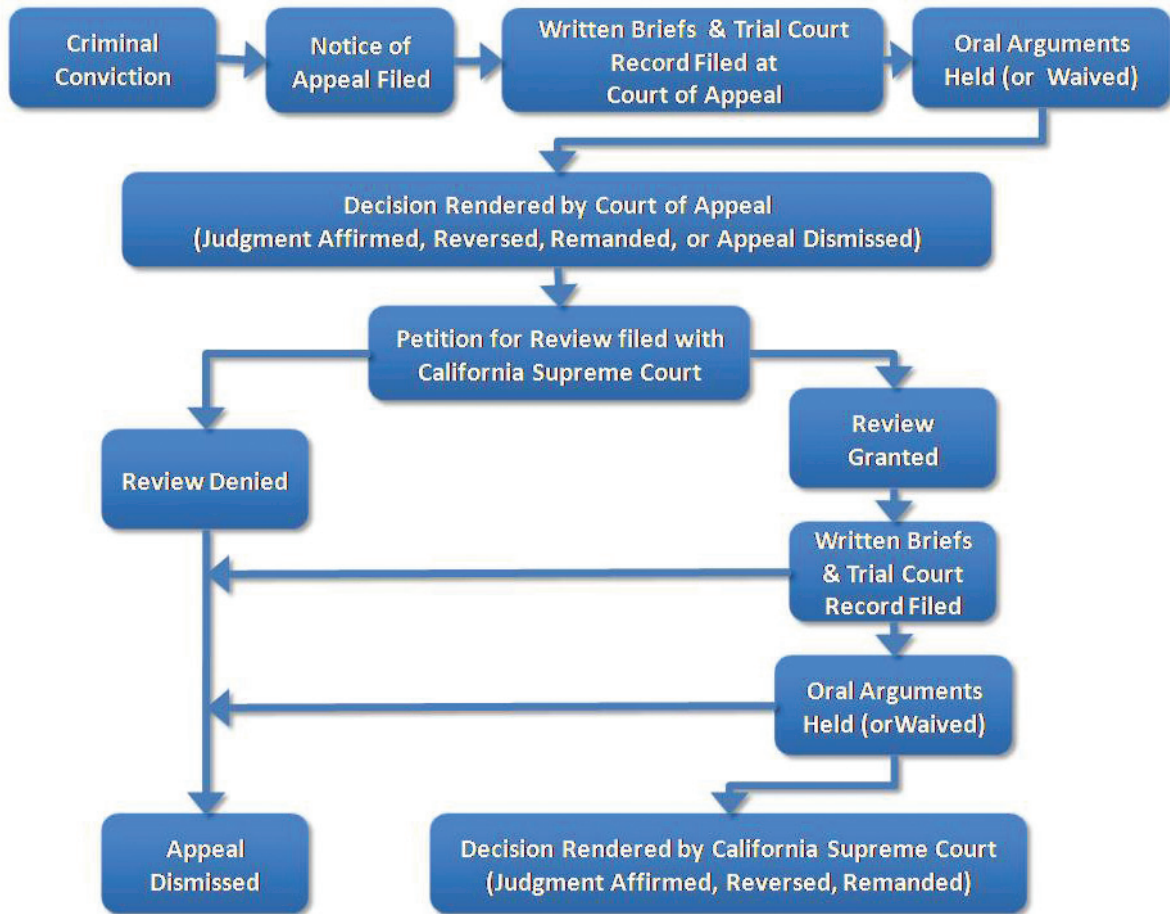 Criminal
Conviction
Notice of
Appeal Filed
Written Briefs & Trial Court
Record Filed at
Court of Appeal
Oral Arguments
Held (or Waived)
Decision Rendered by Court of Appeal
(Judgment Affirmed, Reversed, Remanded, or Appeal Dismissed)
Petition for Review filed with
California Supreme Court
Review Denied
Review
Granted
Written Briefs
& Trial Court
Record Filed
Oral Arguments
Held (orWaived)
Appeal
Dismissed
Decision Rendered by California Supreme Court
(Judgment Affirmed, Reversed, Remanded)